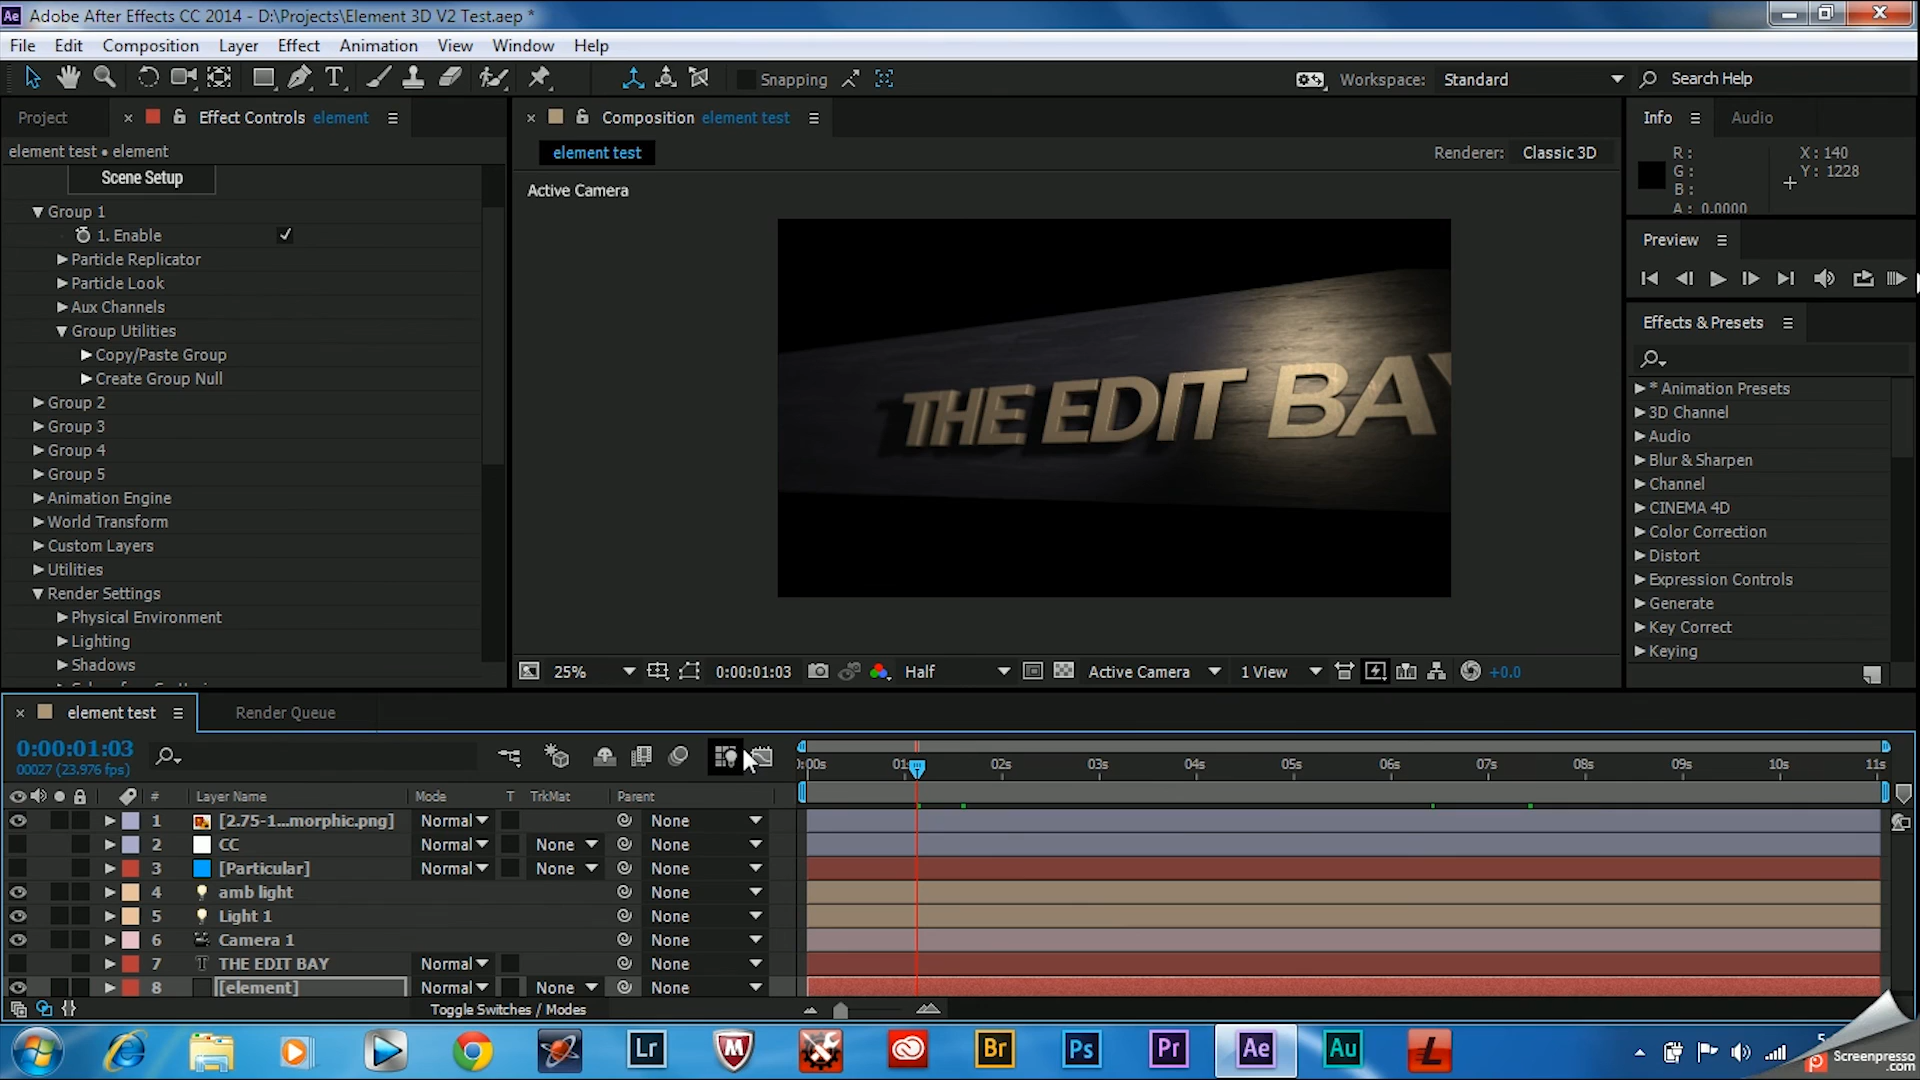 Adobe After Effects CC 2014 - D:\Projects\Element 3D V2 Test.aep *
File Edit Composition Layer Effect Animation View Window Help
Snapping
Workspace: Standard
Search Help
Project
Effect Controls element
element test • element
Scene Setup
Group 1
1. Enable
Particle Replicator
Particle Look
Aux Channels
Group Utilities
Copy/Paste Group
Create Group Null
Group 2
Group 3
Group 4
Group 5
Animation Engine
World Transform
Custom Layers
Utilities
Render Settings
Physical Environment
Lighting
Shadows
Composition element test
element test
Renderer: Classic 3D
Active Camera
THE EDIT BAY
25% 0:00:01:03 Half Active Camera 1 View +0.0
Info Audio
R : X : 140
G : Y : 1228
B :
A : 0.0000
Preview
Effects & Presets
* Animation Presets
3D Channel
Audio
Blur & Sharpen
Channel
CINEMA 4D
Color Correction
Distort
Expression Controls
Generate
Key Correct
Keying
element test Render Queue
0:00:01:03
00027 (23.976 fps)
):00s 01: 02s 03s 04s 05s 06s 07s 08s 09s 10s 11s
# Layer Name Mode T TrkMat Parent
1 [2.75-1...morphic.png] Normal None
2 CC Normal None None
3 [Particular] Normal None None
4 amb light None
5 Light 1 None
6 Camera 1 None
7 T THE EDIT BAY Normal None
8 [element] Normal None None
Toggle Switches / Modes
Lr Br Ps Pr Ae Au L
Screenpresso
.com